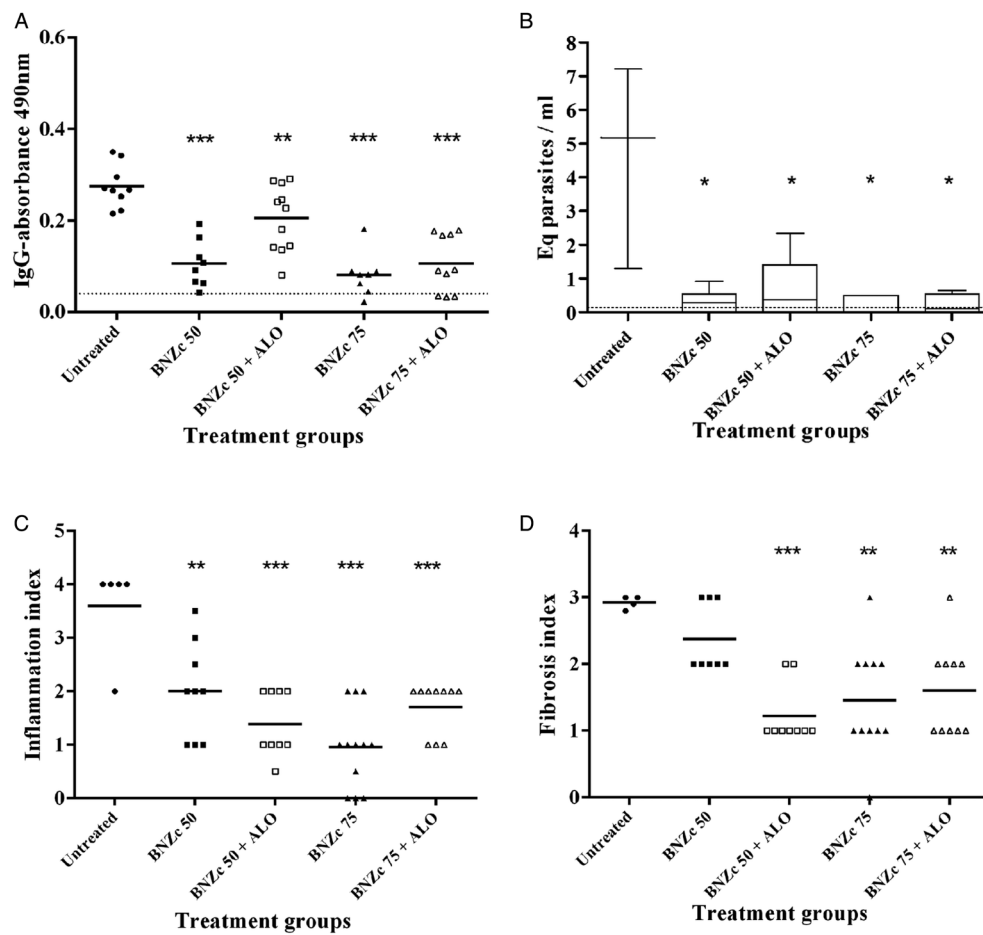 A
IgG-absorbance 490nm
0.6
0.4
0.2
0.0
*** ** *** ***
Untreated
BNZc 50
BNZc 50 + ALO
BNZc 75
BNZc 75 + ALO
Treatment groups
B
Eq parasites / ml
8
7
6
5
4
3
2
1
0
* * * *
Untreated
BNZc 50
BNZc 50 + ALO
BNZc 75
BNZc 75 + ALO
Treatment groups
C
Inflammation index
5
4
3
2
1
0
** *** *** ***
Untreated
BNZc 50
BNZc 50 + ALO
BNZc 75
BNZc 75 + ALO
Treatment groups
D
Fibrosis index
4
3
2
1
0
*** ** **
Untreated
BNZc 50
BNZc 50 + ALO
BNZc 75
BNZc 75 + ALO
Treatment groups